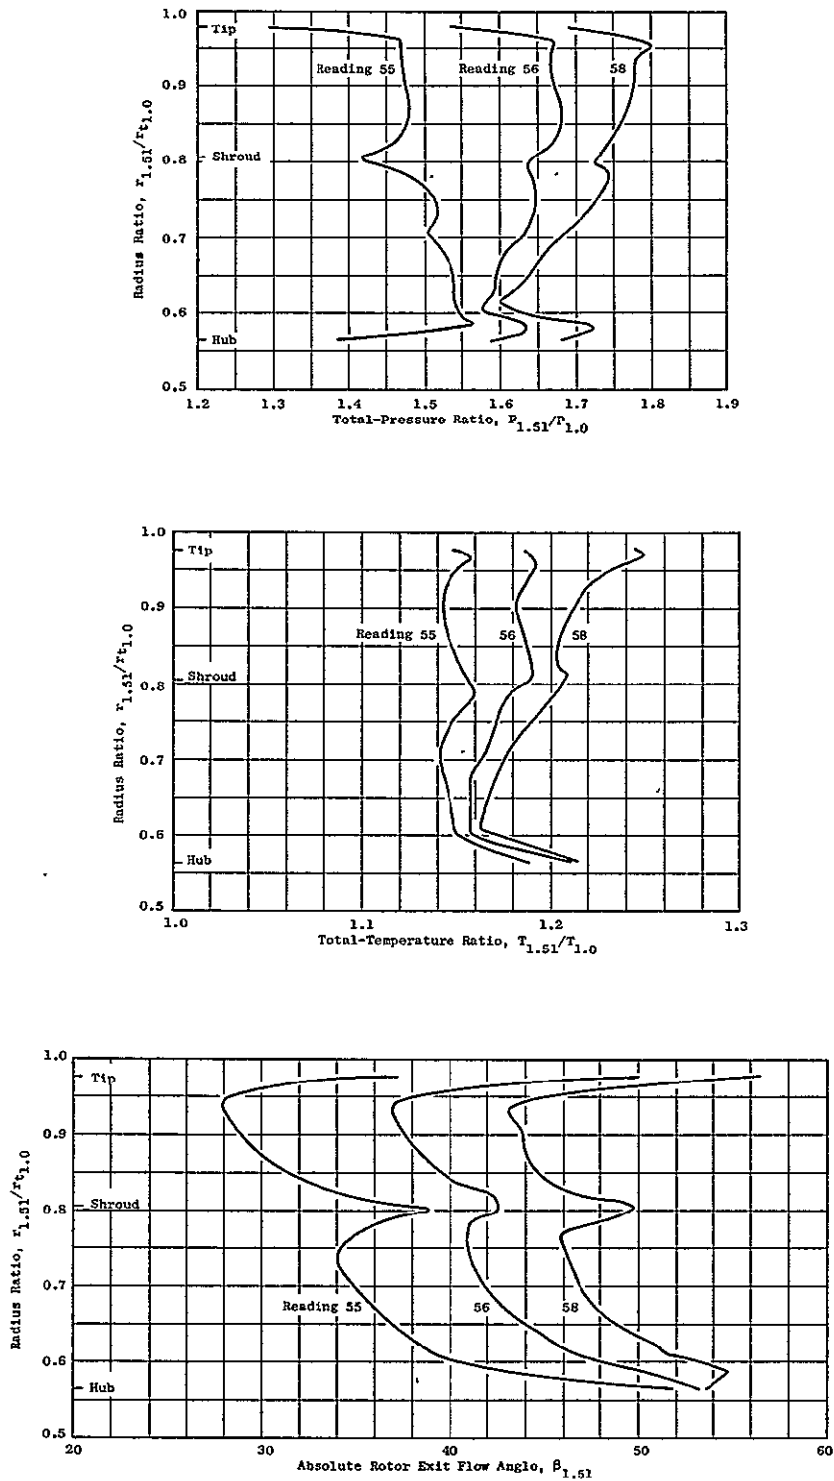 1.0
Tip
Reading 55
Reading 56
58
0.9
0.8
Shroud
0.7
0.6
Hub
0.5
Radius Ratio, r1.51/rt1.0
1.2
1.3
1.4
1.5
1.6
1.7
1.8
1.9
Total-Pressure Ratio, P1.51/P1.0
1.0
Tip
0.9
Reading 55
56
58
Shroud
0.8
0.7
0.6
Hub
0.5
Radius Ratio, r1.51/rt1.0
1.0
1.1
1.2
1.3
Total-Temperature Ratio, T1.51/T1.0
1.0
Tip
0.9
Shroud
0.8
0.7
Reading 55
56
58
0.6
Hub
0.5
Radius Ratio, r1.51/rt1.0
20
30
40
50
60
Absolute Rotor Exit Flow Angle, β1.51